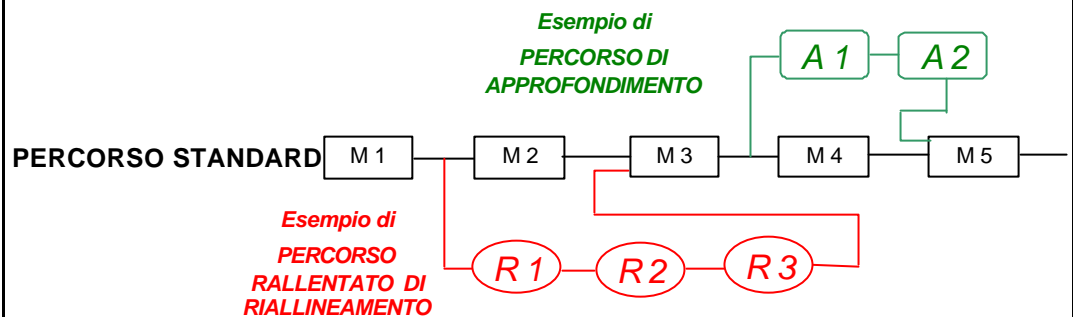 Esempio di
PERCORSO DI
APPROFONDIMENTO
A 1
A 2
PERCORSO STANDARD
M 1
M 2
M 3
M 4
M 5
Esempio di
PERCORSO
RALLENTATO DI
RIALLINEAMENTO
R 1
R 2
R 3